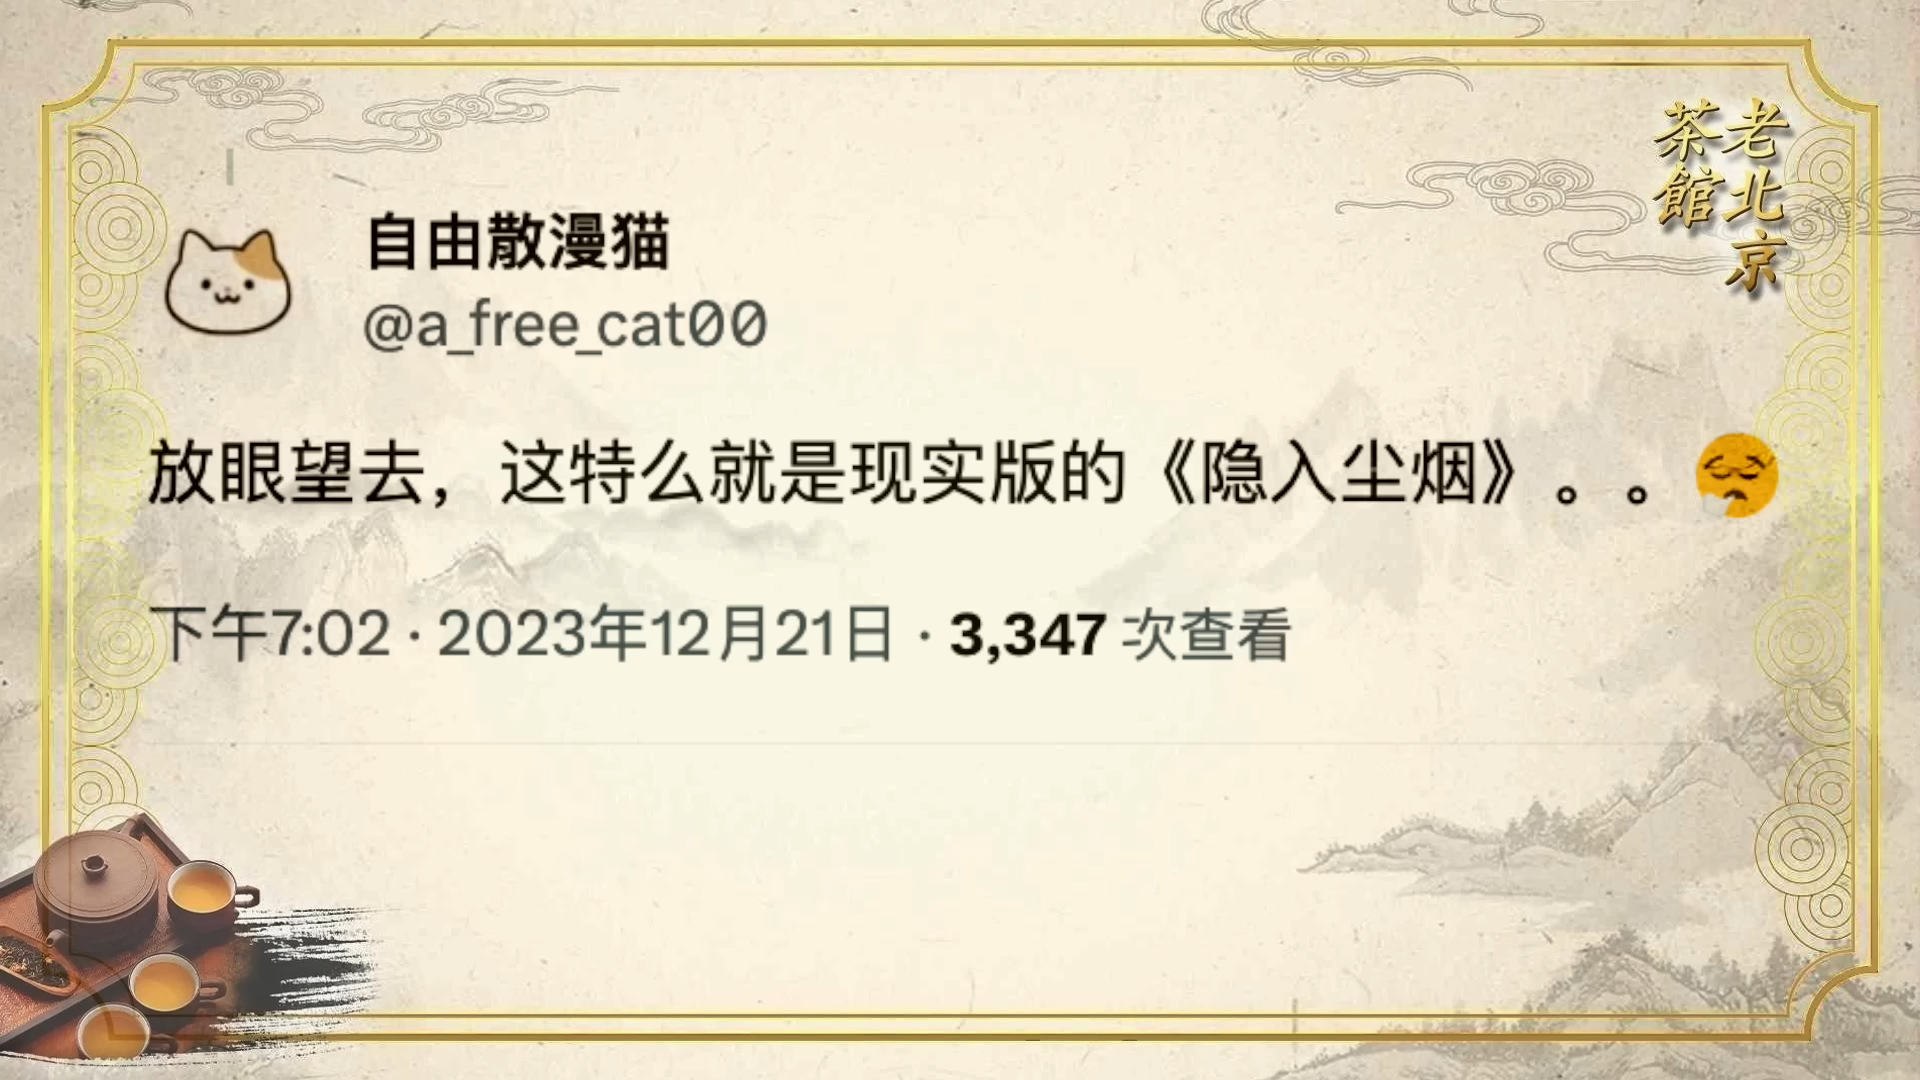 老北京
茶館
自由散漫猫
@a_free_cat00
放眼望去，这特么就是现实版的《隐入尘烟》。。
下午7:02 · 2023年12月21日 · 3,347 次查看